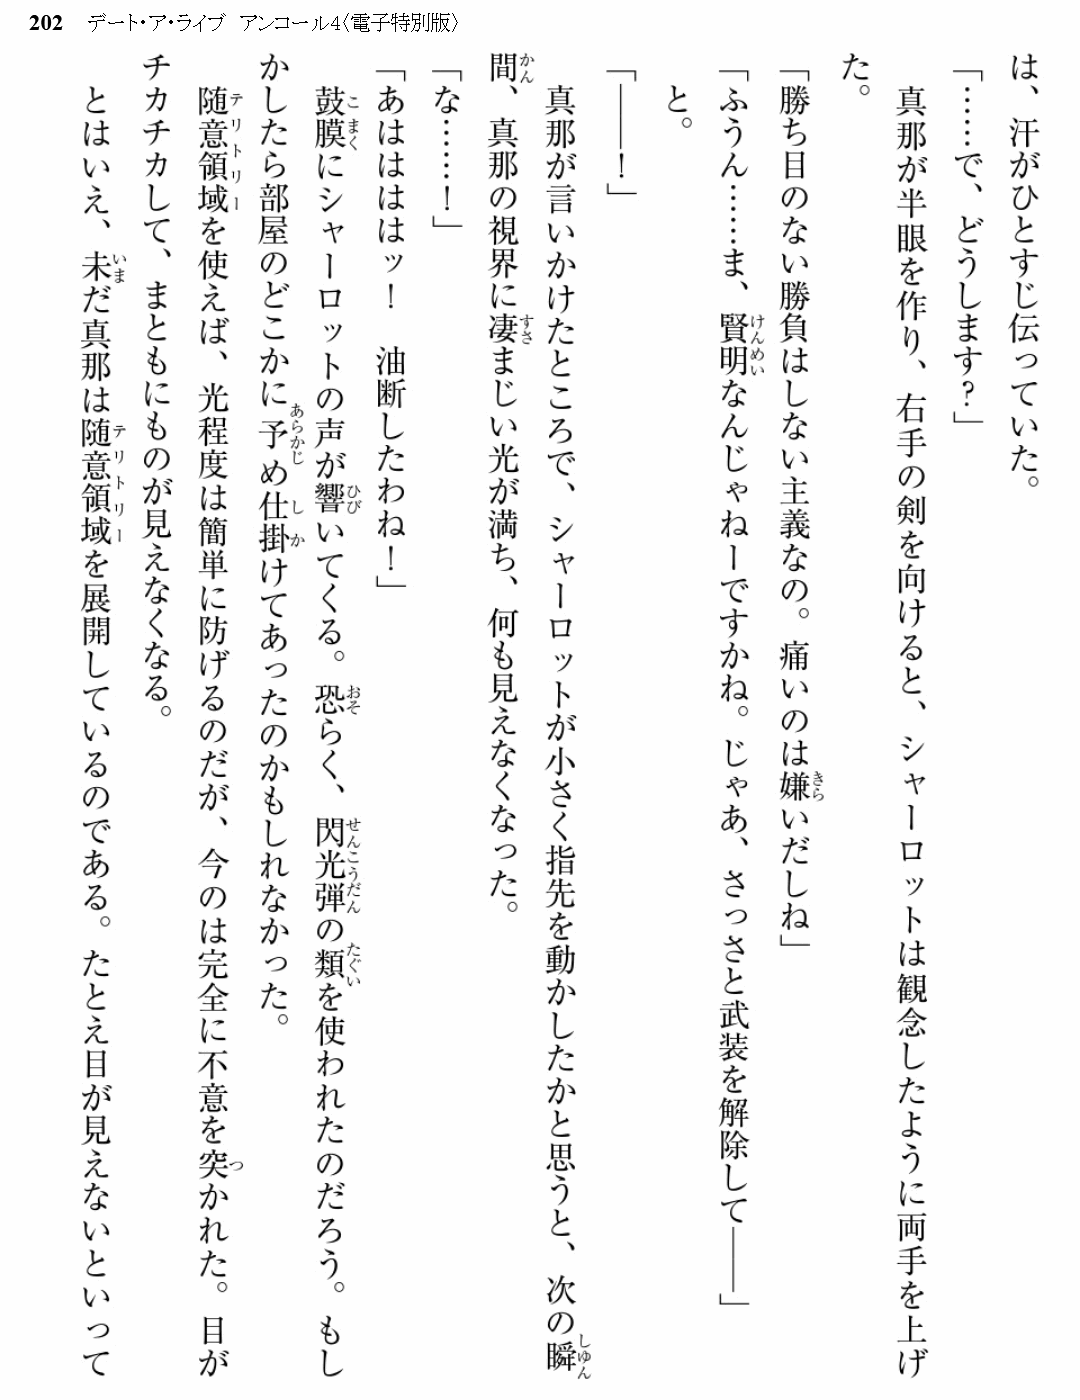 202 デート・ア・ライブ アンコール4〈電子特別版〉
は、汗がひとすじ伝っていた。
「……で、どうします？」
真那が半眼を作り、右手の剣を向けると、シャーロットは観念したように両手を上げ
た。
「勝ち目のない勝負はしない主義なの。痛いのは嫌いだしね」
「ふうん……ま、賢明なんじゃねーですかね。じゃあ、さっさと武装を解除して――」
と。
「――！」
真那が言いかけたところで、シャーロットが小さく指先を動かしたかと思うと、次の瞬
間、真那の視界に凄まじい光が満ち、何も見えなくなった。
「な……！」
「あはははッ！　油断したわね！」
鼓膜にシャーロットの声が響いてくる。恐らく、閃光弾の類を使われたのだろう。もし
かしたら部屋のどこかに予め仕掛けてあったのかもしれなかった。
随意領域を使えば、光程度は簡単に防げるのだが、今のは完全に不意を突かれた。目が
チカチカして、まともにものが見えなくなる。
とはいえ、未だ真那は随意領域を展開しているのである。たとえ目が見えないといって